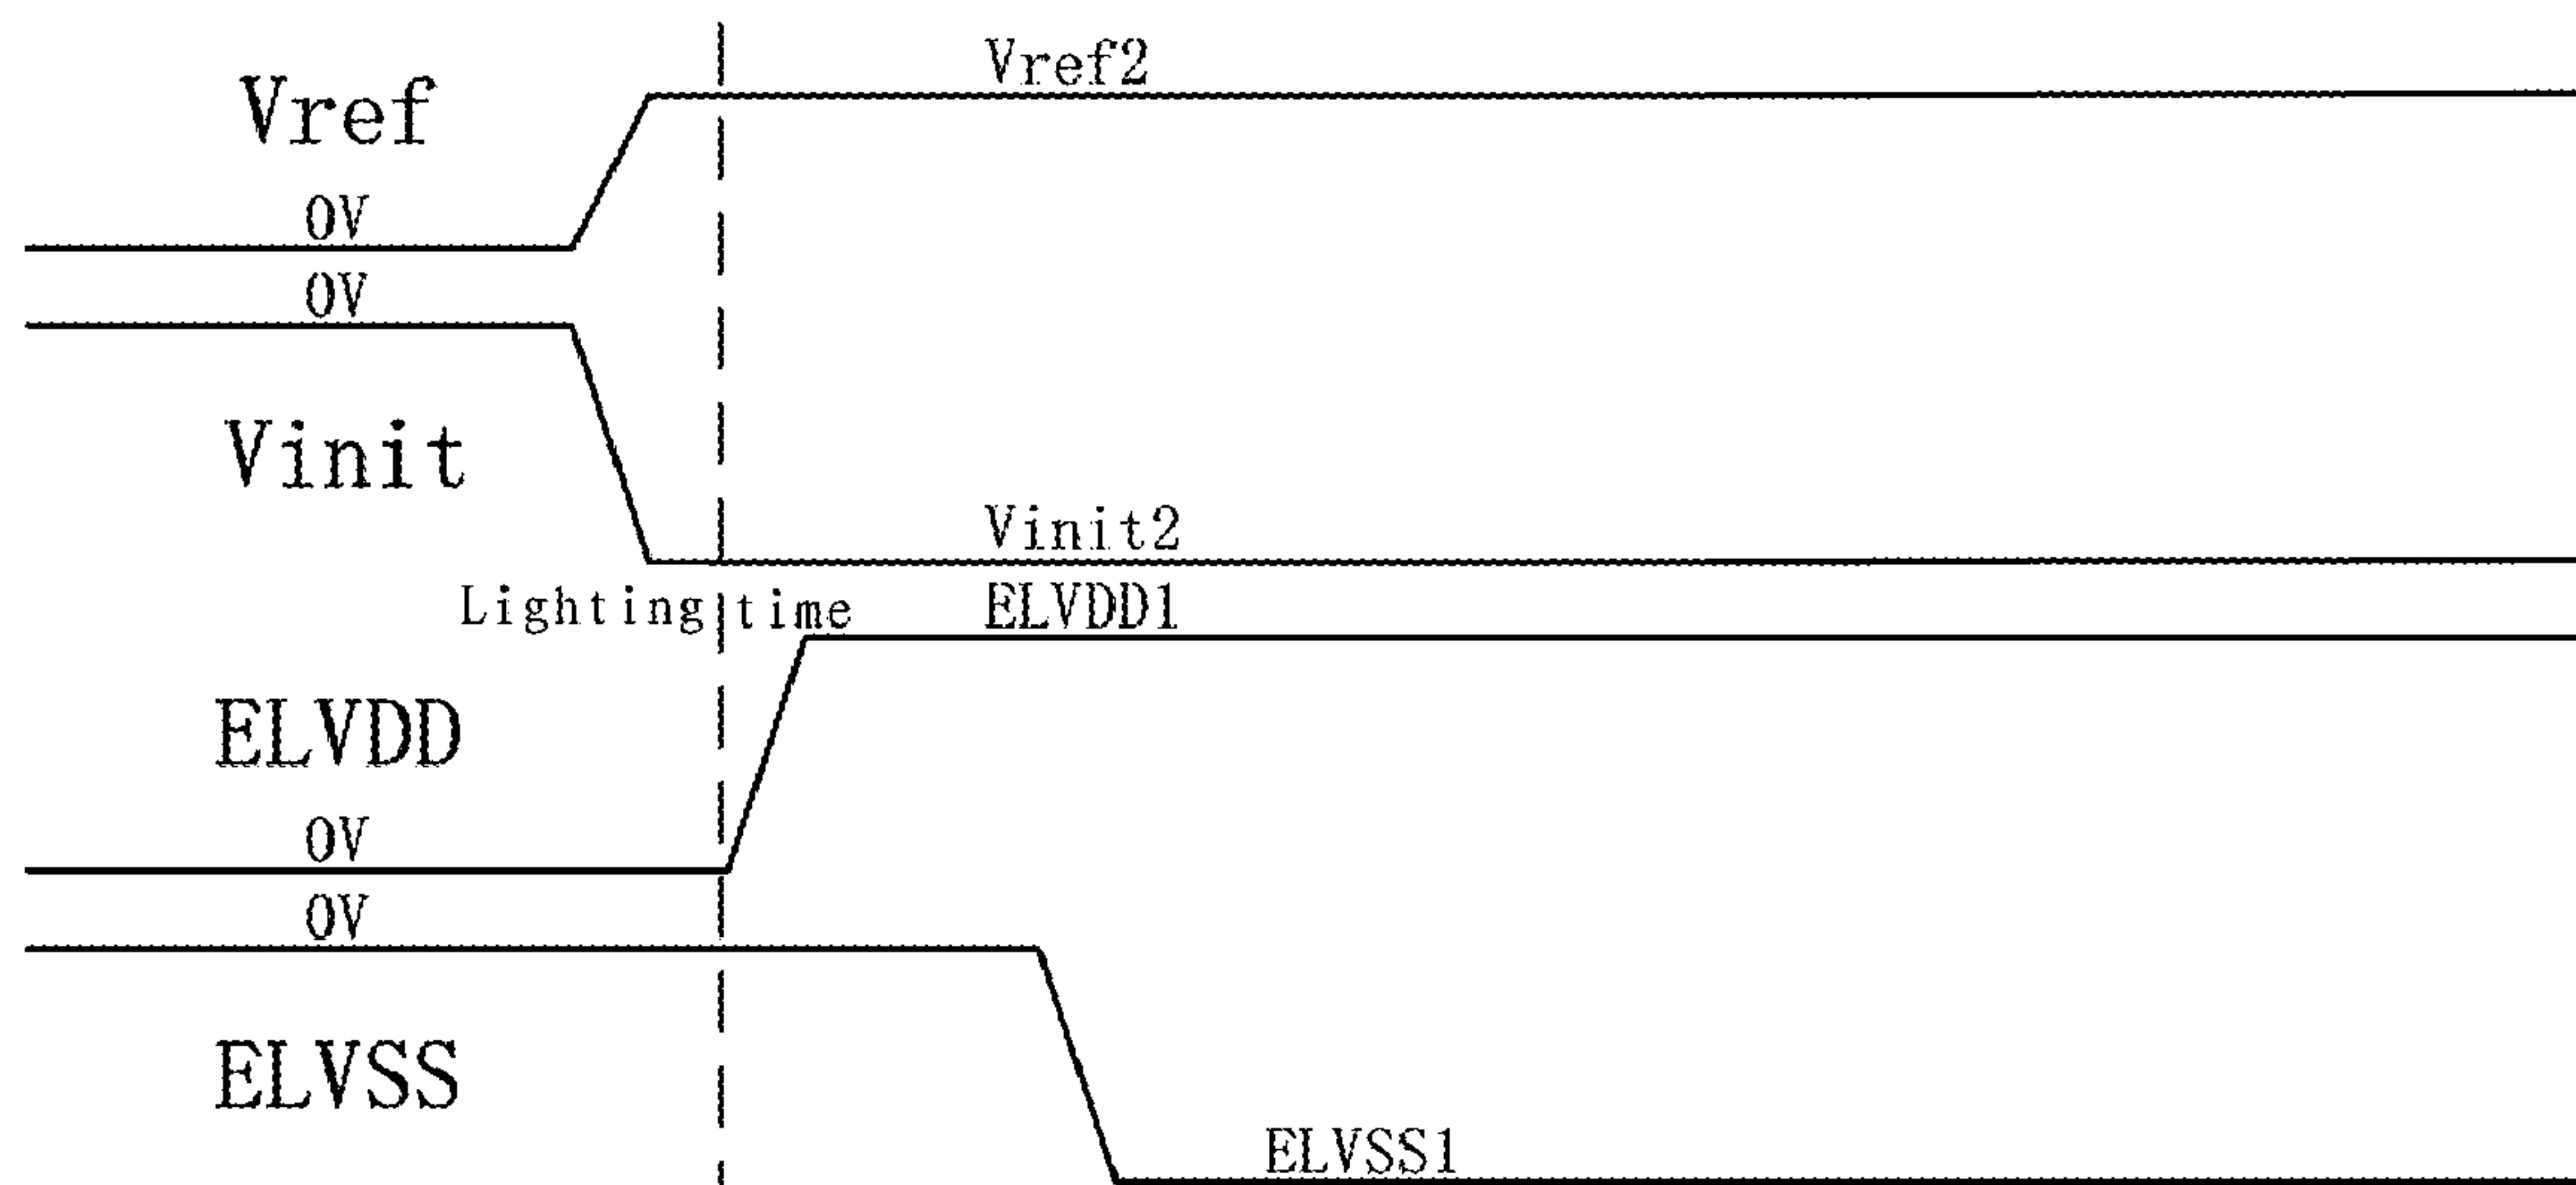 Vref2
Vref
0V
0V
Vinit
Vinit2
Lighting time
ELVDD1
ELVDD
0V
0V
ELVSS
ELVSS1